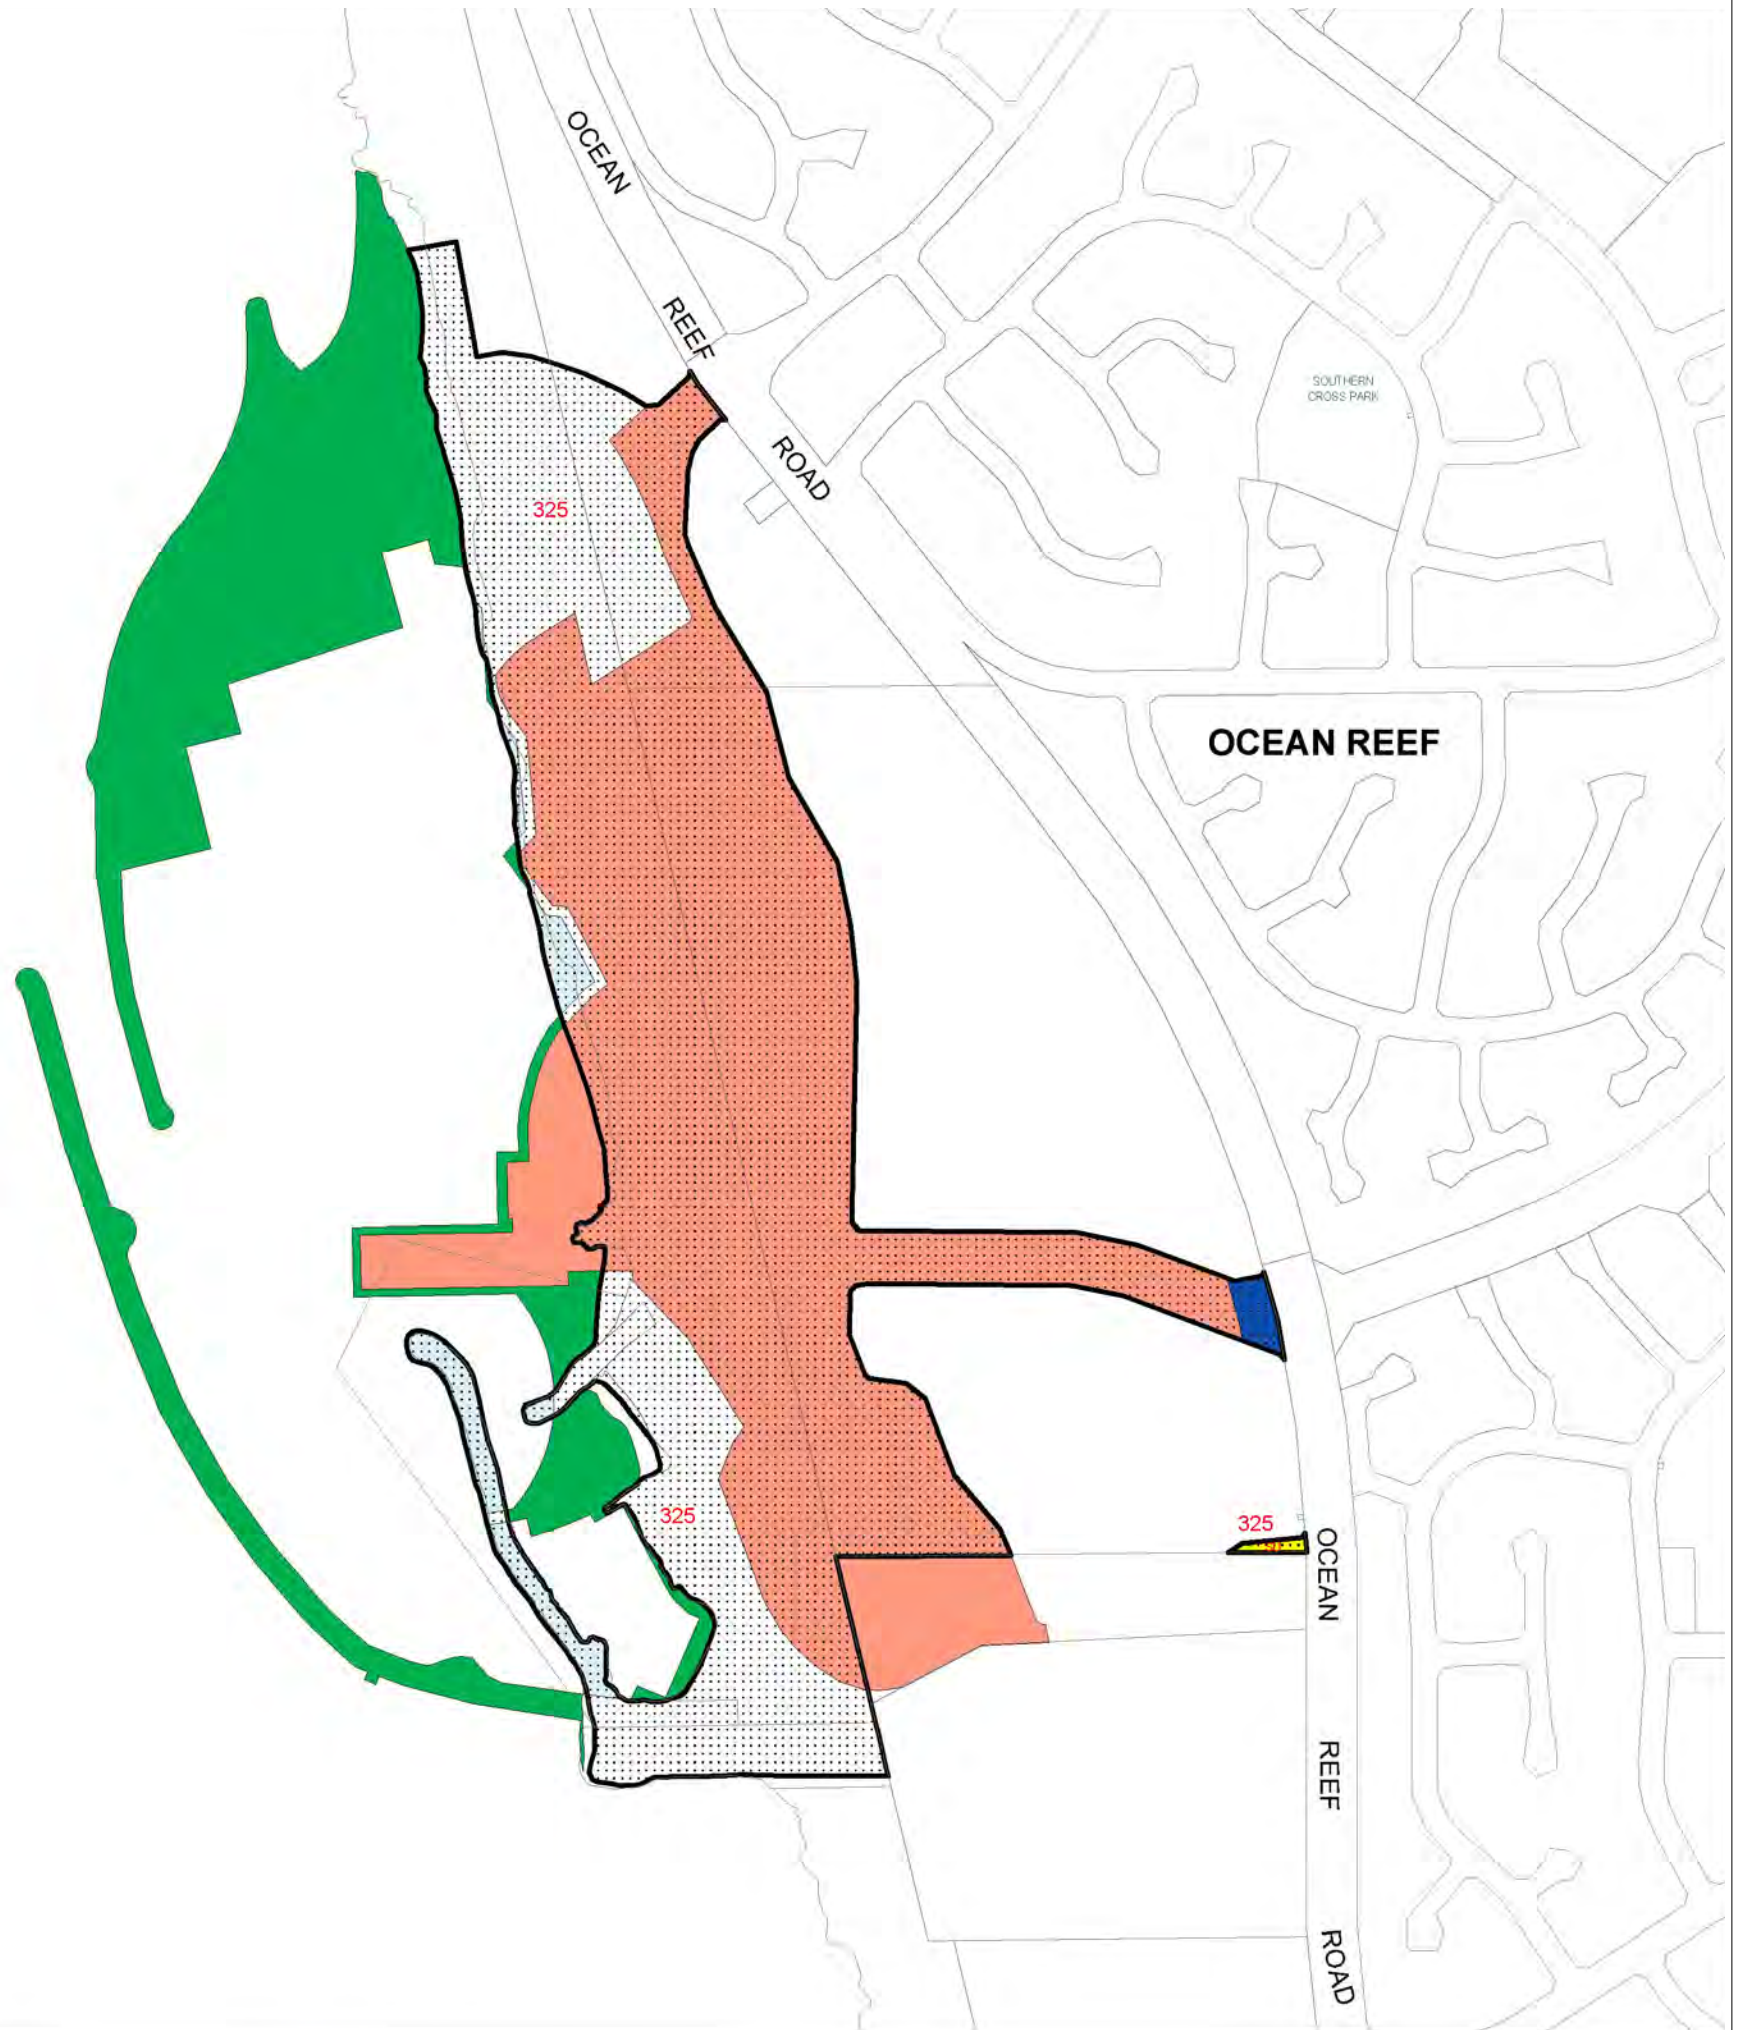 OCEAN
REEF
ROAD
SOUTHERN
CROSS PARK
325
OCEAN REEF
325
325
OCEAN
REEF
ROAD